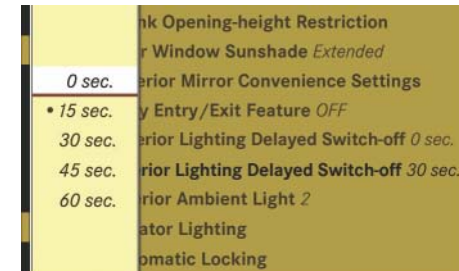 nk Opening-height Restriction
r Window Sunshade Extended
0 sec. erior Mirror Convenience Settings
• 15 sec. y Entry/Exit Feature OFF
30 sec. erior Lighting Delayed Switch-off 0 sec.
45 sec. rior Lighting Delayed Switch-off 30 sec.
60 sec. rior Ambient Light 2
ator Lighting
omatic Locking